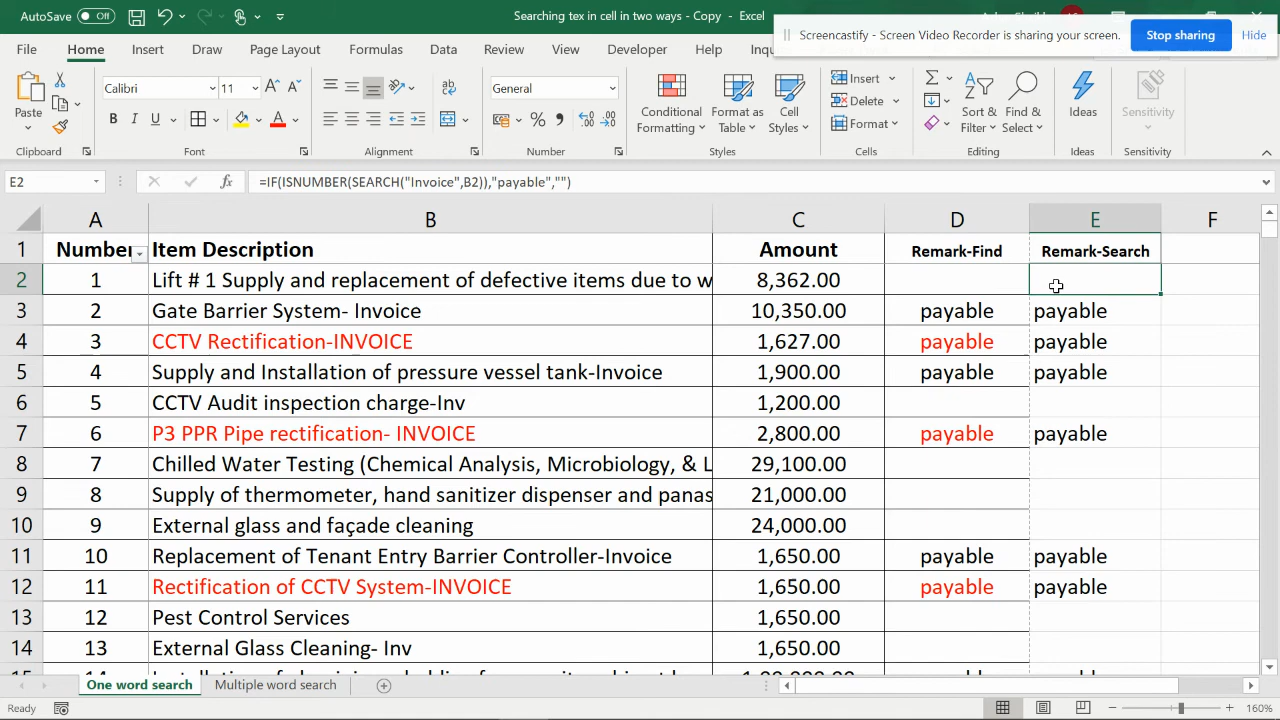 AutoSave Off
Searching tex in cell in two ways - Copy - Excel
Screencastify - Screen Video Recorder is sharing your screen. Stop sharing Hide
File Home Insert Draw Page Layout Formulas Data Review View Developer Help
Paste
Calibri 11
B I U
General
Conditional Formatting
Format as Table
Cell Styles
Insert
Delete
Format
Sort & Filter
Find & Select
Ideas
Sensitivity
Clipboard Font Alignment Number Styles Cells Editing Ideas Sensitivity
E2 fx =IF(ISNUMBER(SEARCH("Invoice",B2)),"payable","")
A B C D E F
1 Number Item Description Amount Remark-Find Remark-Search
2 1 Lift # 1 Supply and replacement of defective items due to w 8,362.00
3 2 Gate Barrier System- Invoice 10,350.00 payable payable
4 3 CCTV Rectification-INVOICE 1,627.00 payable payable
5 4 Supply and Installation of pressure vessel tank-Invoice 1,900.00 payable payable
6 5 CCTV Audit inspection charge-Inv 1,200.00
7 6 P3 PPR Pipe rectification- INVOICE 2,800.00 payable payable
8 7 Chilled Water Testing (Chemical Analysis, Microbiology, & L 29,100.00
9 8 Supply of thermometer, hand sanitizer dispenser and panas 21,000.00
10 9 External glass and façade cleaning 24,000.00
11 10 Replacement of Tenant Entry Barrier Controller-Invoice 1,650.00 payable payable
12 11 Rectification of CCTV System-INVOICE 1,650.00 payable payable
13 12 Pest Control Services 1,650.00
14 13 External Glass Cleaning- Inv 1,650.00
One word search Multiple word search
Ready 160%